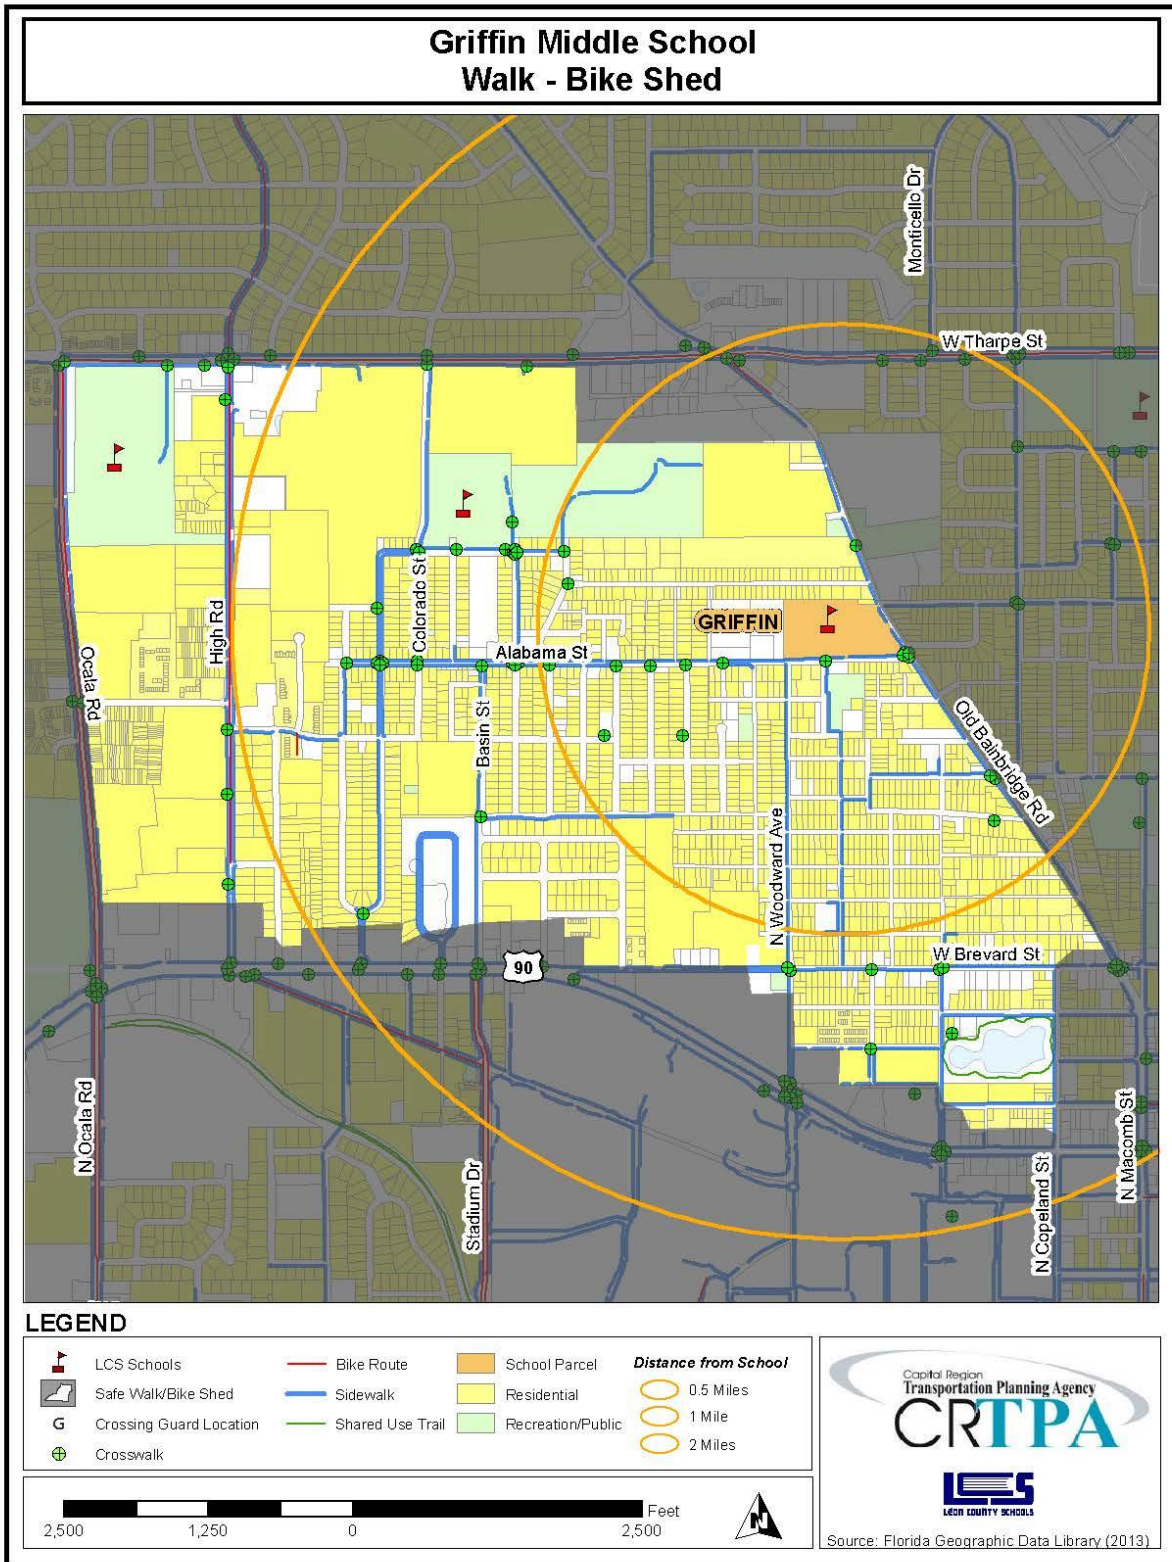 Griffin Middle School
Walk - Bike Shed
Monticello Dr
W Tharpe St
Colorado St
High Rd
GRIFFIN
Alabama St
Ocala Rd
Basin St
Old Bainbridge Rd
N Woodward Ave
W Brevard St
90
N Ocala Rd
Stadium Dr
N Copeland St
N Macomb St
LEGEND
LCS Schools
Safe Walk/Bike Shed
G Crossing Guard Location
Crosswalk
Bike Route
Sidewalk
Shared Use Trail
School Parcel
Residential
Recreation/Public
Distance from School
0.5 Miles
1 Mile
2 Miles
Feet
2,500 1,250 0 2,500
N
Capital Region
Transportation Planning Agency
CRTPA
LCS
LEON COUNTY SCHOOLS
Source: Florida Geographic Data Library (2013)